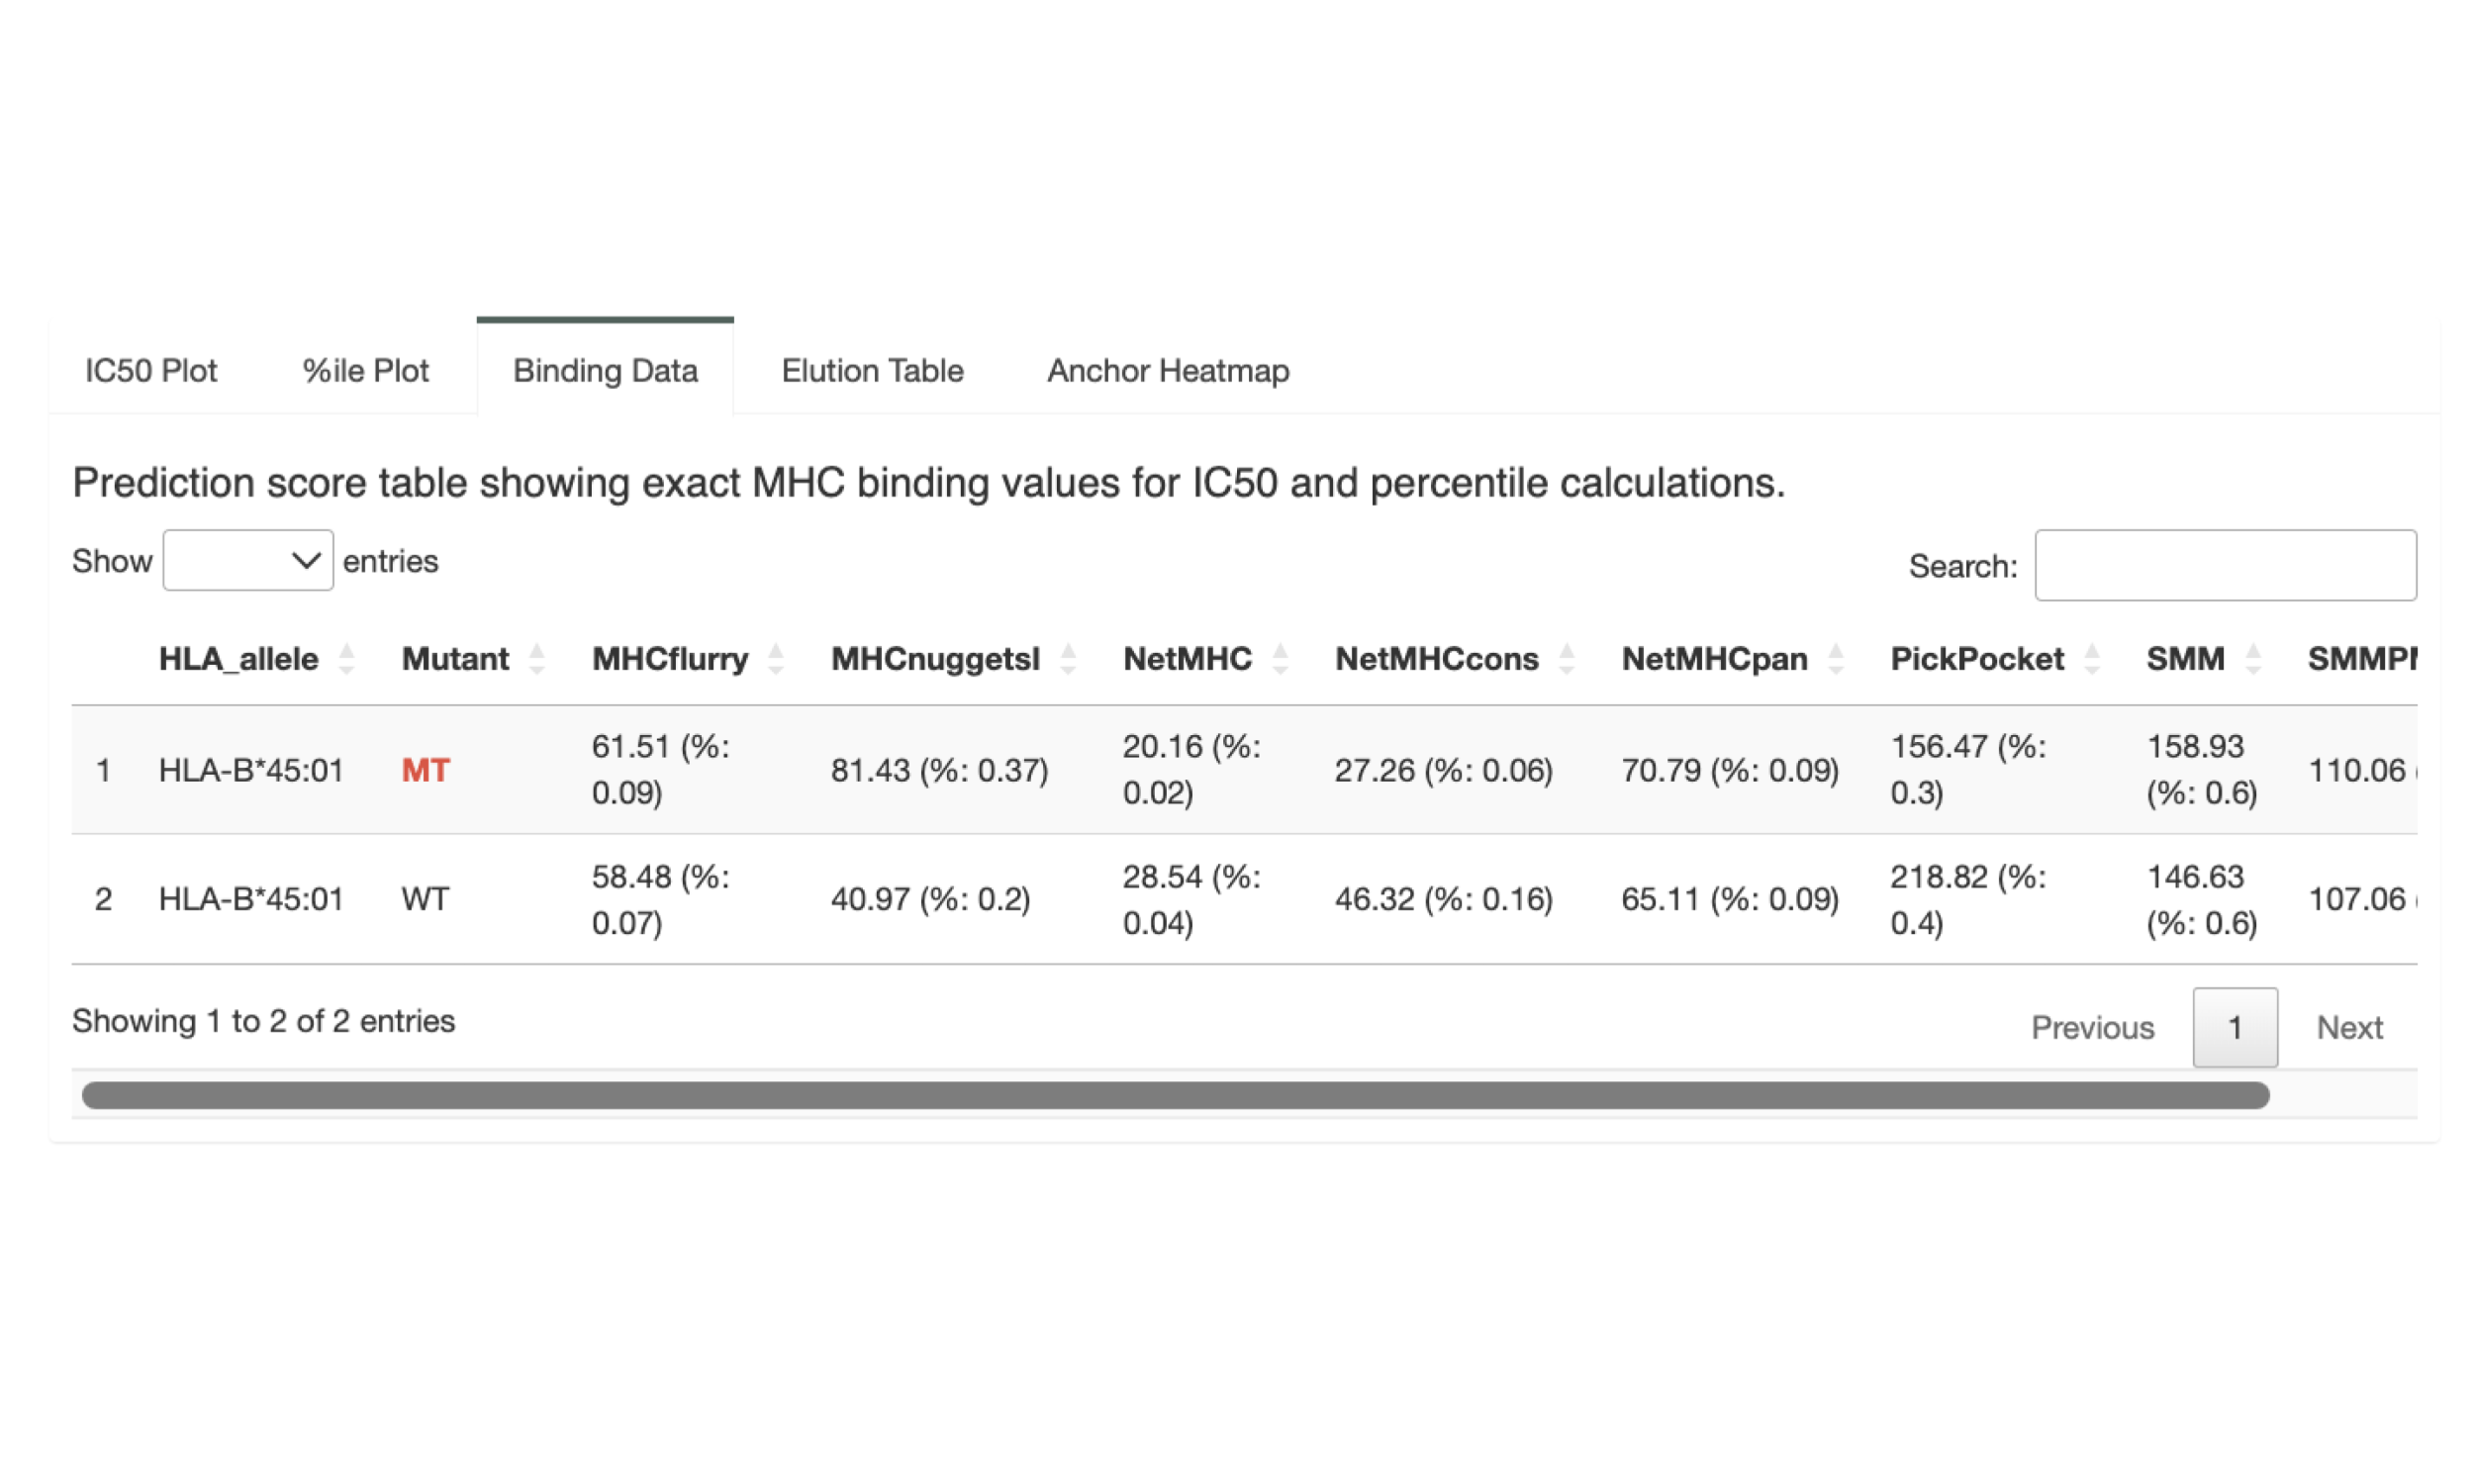 IC50 Plot %ile Plot Binding Data Elution Table Anchor Heatmap
Prediction score table showing exact MHC binding values for IC50 and percentile calculations.
Show entries Search:
HLA_allele Mutant MHCflurry MHCnuggetsI NetMHC NetMHCcons NetMHCpan PickPocket SMM
1 HLA-B*45:01 MT 61.51 (%: 0.09) 81.43 (%: 0.37) 20.16 (%: 0.02) 27.26 (%: 0.06) 70.79 (%: 0.09) 156.47 (%: 0.3) 158.93 (%: 0.6) 110.06
2 HLA-B*45:01 WT 58.48 (%: 0.07) 40.97 (%: 0.2) 28.54 (%: 0.04) 46.32 (%: 0.16) 65.11 (%: 0.09) 218.82 (%: 0.4) 146.63 (%: 0.6) 107.06
Showing 1 to 2 of 2 entries
Previous 1 Next